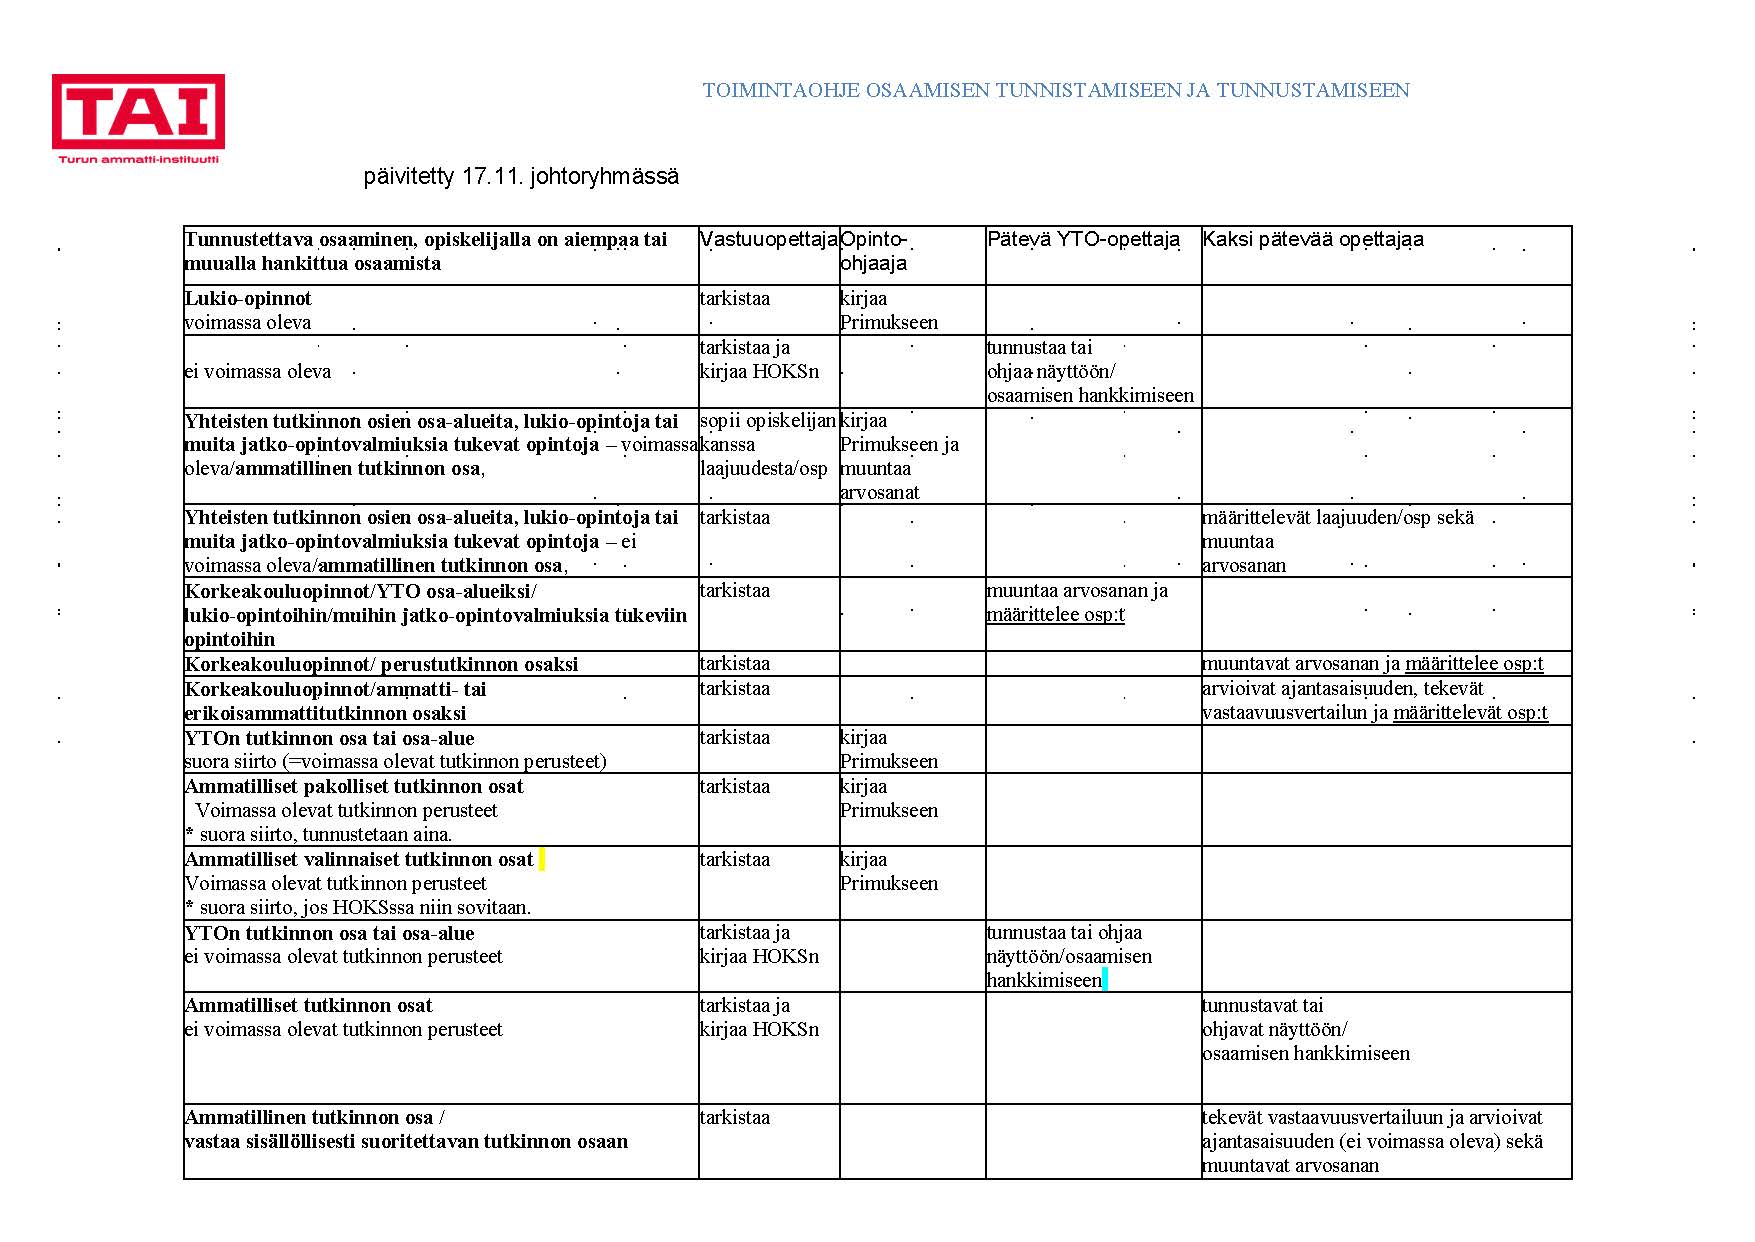 TOIMINTAOHJE OSAAMISEN TUNNISTAMISEEN JA TUNNUSTAMISEEN
TAI
Turun ammatti-instituutti
päivitetty 17.11. johtoryhmässä
Tunnustettava osaaminen, opiskelijalla on aiempaa tai
muualla hankittua osaamista
Vastuuopettaja
Opinto-
ohjaaja
Pätevä YTO-opettaja
Kaksi pätevää opettajaa
Lukio-opinnot
voimassa oleva
tarkistaa
kirjaa
Primukseen
ei voimassa oleva
tarkistaa ja
kirjaa HOKSn
tunnustaa tai
ohjaa näyttöön/
osaamisen hankkimiseen
Yhteisten tutkinnon osien osa-alueita, lukio-opintoja tai
muita jatko-opintovalmiuksia tukevat opintoja – voimassa
oleva/ammatillinen tutkinnon osa,
sopii opiskelijan
kanssa
laajuudesta/osp
kirjaa
Primukseen ja
muuntaa
arvosanat
Yhteisten tutkinnon osien osa-alueita, lukio-opintoja tai
muita jatko-opintovalmiuksia tukevat opintoja – ei
voimassa oleva/ammatillinen tutkinnon osa,
tarkistaa
määrittelevät laajuuden/osp sekä
muuntaa
arvosanan
Korkeakouluopinnot/YTO osa-alueiksi/
lukio-opintoihin/muihin jatko-opintovalmiuksia tukeviin
opintoihin
tarkistaa
muuntaa arvosanan ja
määrittelee osp:t
Korkeakouluopinnot/ perustutkinnon osaksi
tarkistaa
muuntavat arvosanan ja määrittelee osp:t
Korkeakouluopinnot/ammatti- tai
erikoisammattitutkinnon osaksi
tarkistaa
arvioivat ajantasaisuuden, tekevät
vastaavuusvertailun ja määrittelevät osp:t
YTOn tutkinnon osa tai osa-alue
suora siirto (=voimassa olevat tutkinnon perusteet)
tarkistaa
kirjaa
Primukseen
Ammatilliset pakolliset tutkinnon osat
Voimassa olevat tutkinnon perusteet
* suora siirto, tunnustetaan aina.
tarkistaa
kirjaa
Primukseen
Ammatilliset valinnaiset tutkinnon osat
Voimassa olevat tutkinnon perusteet
* suora siirto, jos HOKSssa niin sovitaan.
tarkistaa
kirjaa
Primukseen
YTOn tutkinnon osa tai osa-alue
ei voimassa olevat tutkinnon perusteet
tarkistaa ja
kirjaa HOKSn
tunnustaa tai ohjaa
näyttöön/osaamisen
hankkimiseen
Ammatilliset tutkinnon osat
ei voimassa olevat tutkinnon perusteet
tarkistaa ja
kirjaa HOKSn
tunnustavat tai
ohjavat näyttöön/
osaamisen hankkimiseen
Ammatillinen tutkinnon osa /
vastaa sisällöllisesti suoritettavan tutkinnon osaan
tarkistaa
tekevät vastaavuusvertailuun ja arvioivat
ajantasaisuuden (ei voimassa oleva) sekä
muuntavat arvosanan